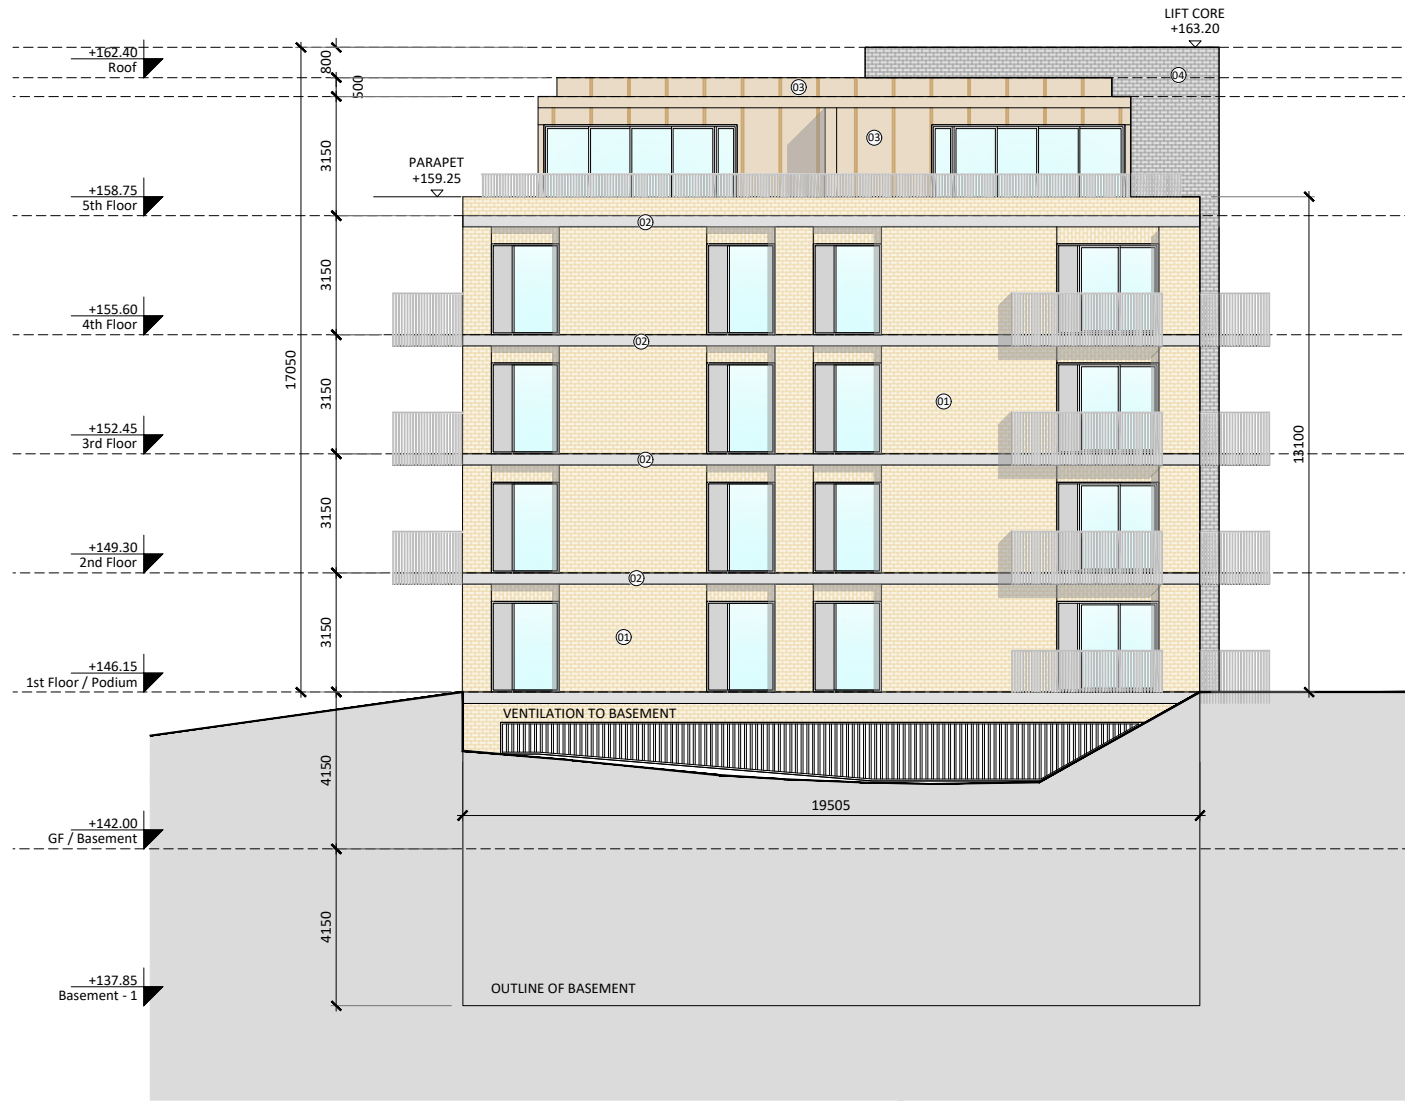 LIFT CORE
+163.20
+162.40
Roof
800
04
500
03
3150
03
PARAPET
+159.25
+158.75
5th Floor
02
3150
+155.60
4th Floor
02
17050
3150
01
+152.45
3rd Floor
13100
02
3150
+149.30
2nd Floor
02
3150
01
+146.15
1st Floor / Podium
VENTILATION TO BASEMENT
4150
19505
+142.00
GF / Basement
4150
+137.85
Basement - 1
OUTLINE OF BASEMENT